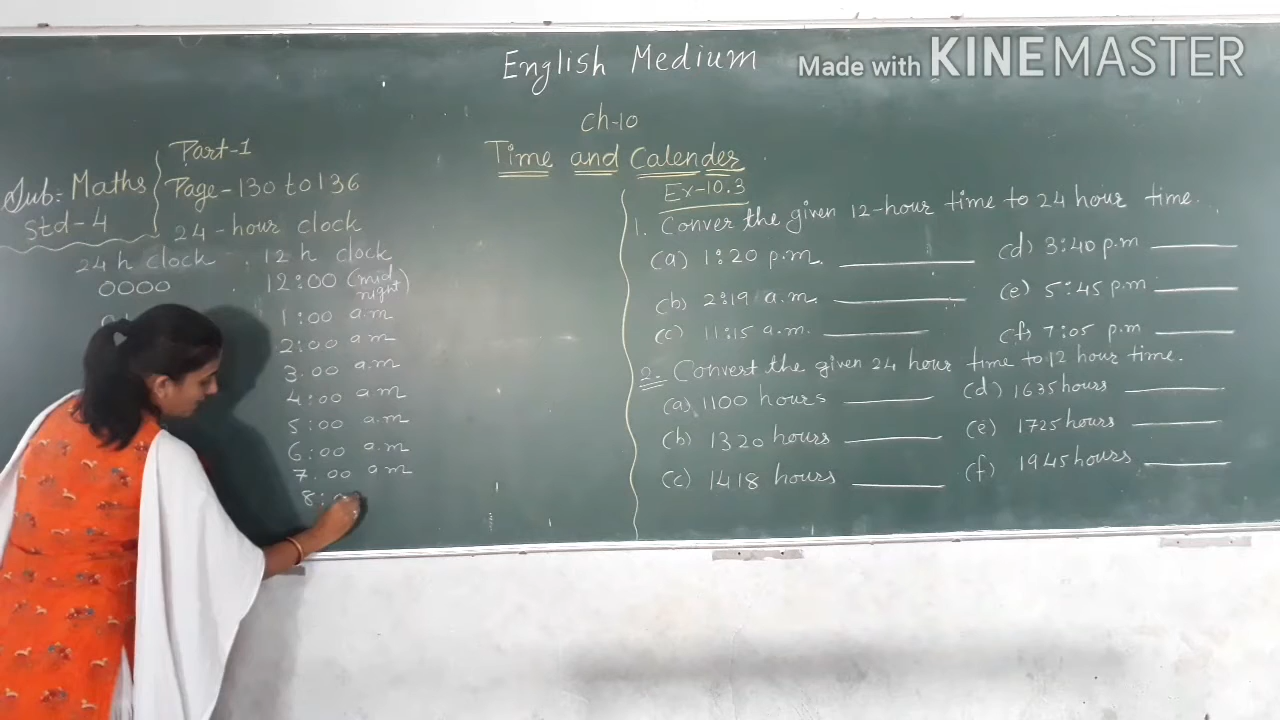 English Medium
Made with KINEMASTER
Ch-10
Time and Calender
Sub: Maths
Std-4
Part-1
Page-130 to 136
24-hour clock
24 h clock : 12 h clock
0000 . 12:00 (mid night)
1:00 a.m
2:00 a m
3.00 a.m
4:00 a.m
5:00 a.m
6:00 a.m
7.00 a m
8:
Ex-10.3
1. Conver the given 12-hour time to 24 hour time.
(a) 1:20 p.m.
(b) 2:19 a.m.
(c) 11:15 a.m.
(d) 3:40 p.m
(e) 5:45 p.m
(f) 7:05 p.m
2. Convert the given 24 hour time to 12 hour time.
(a) 1100 hours
(b) 1320 hours
(c) 1418 hours
(d) 1635 hours
(e) 1725 hours
(f) 1945 hours